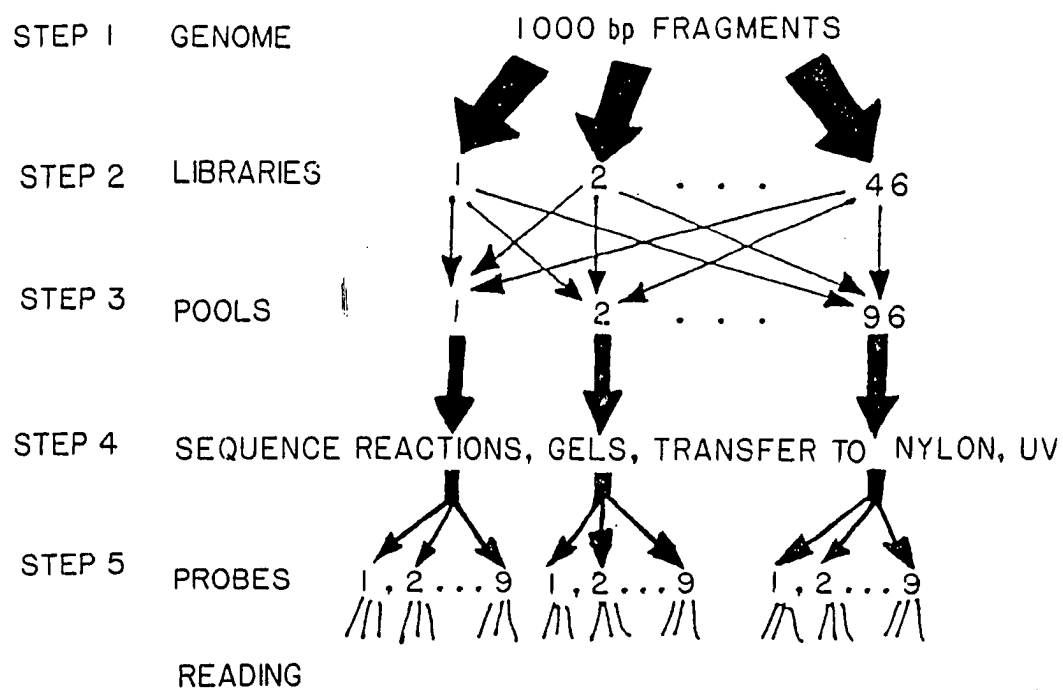 STEP 1 GENOME 1000 bp FRAGMENTS
STEP 2 LIBRARIES 1 2 . . . 46
STEP 3 POOLS 1 2 . . . 96
STEP 4 SEQUENCE REACTIONS, GELS, TRANSFER TO NYLON, UV
STEP 5 PROBES 1, 2 ... 9 1, 2 ... 9 1, 2 ... 9
READING